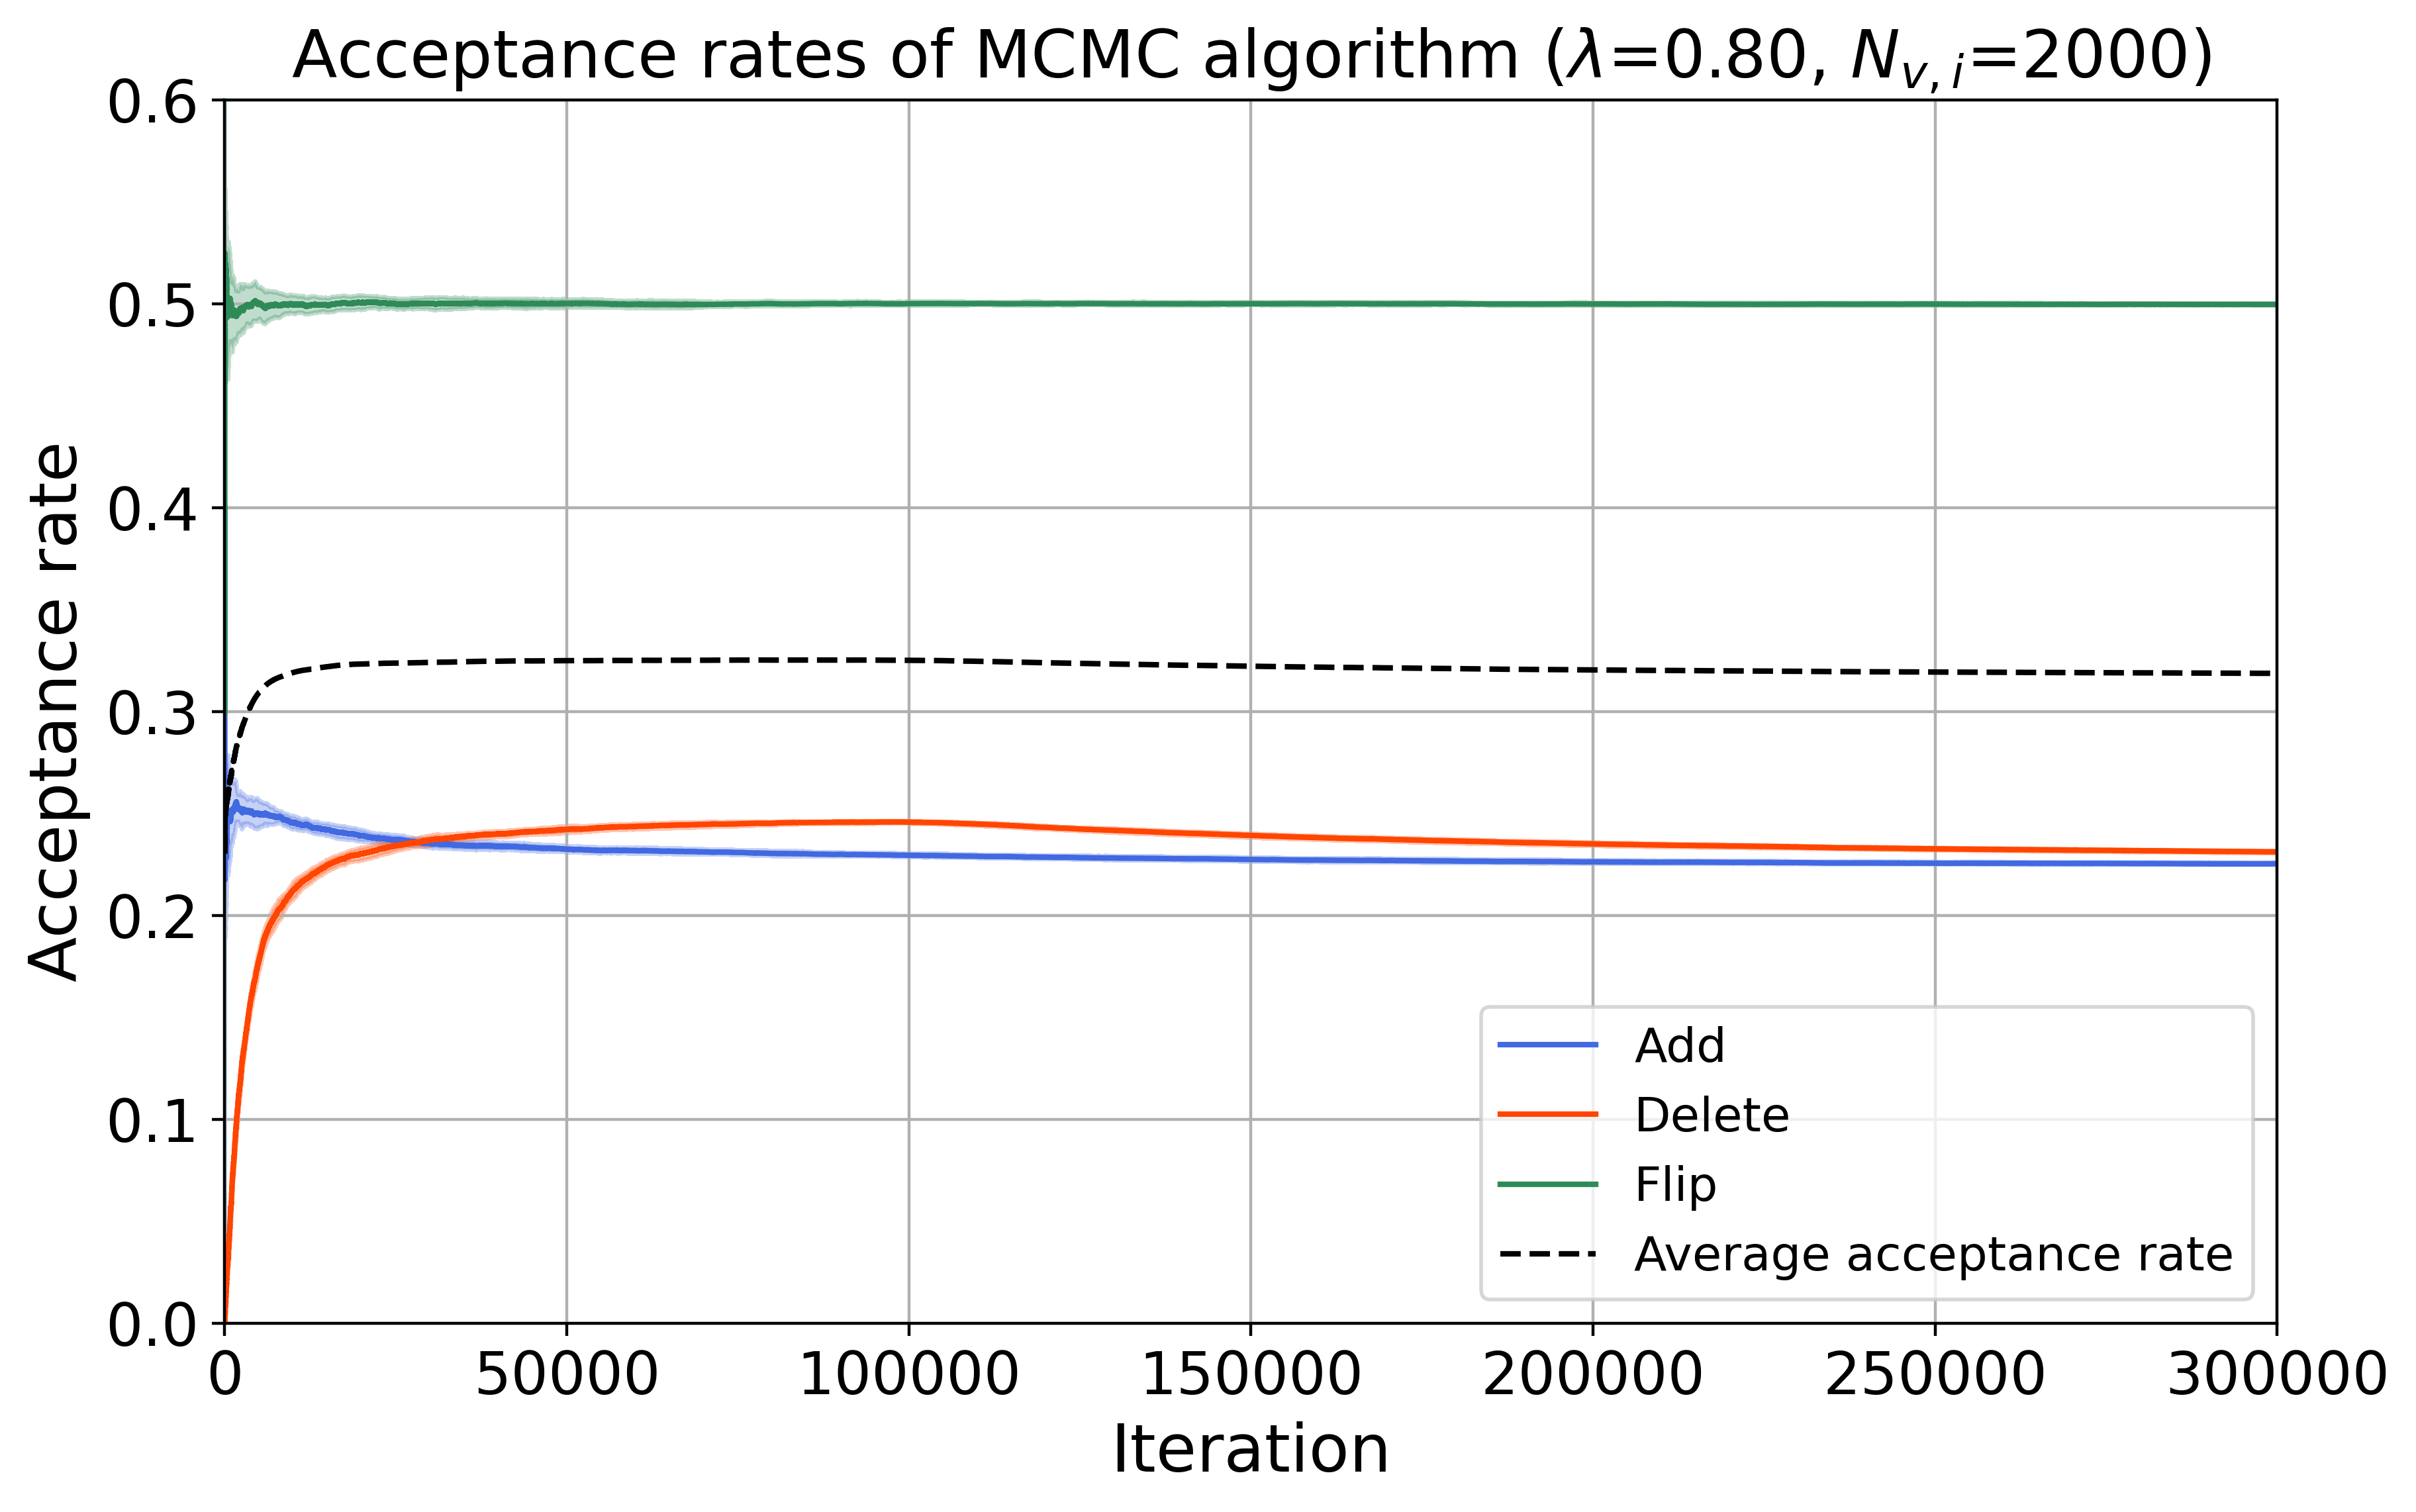 Acceptance rates of MCMC algorithm (λ=0.80, N_{v,i}=2000)
0.6
0.5
0.4
0.3
0.2
0.1
0.0
Acceptance rate
Add
Delete
Flip
Average acceptance rate
0 50000 100000 150000 200000 250000 300000
Iteration